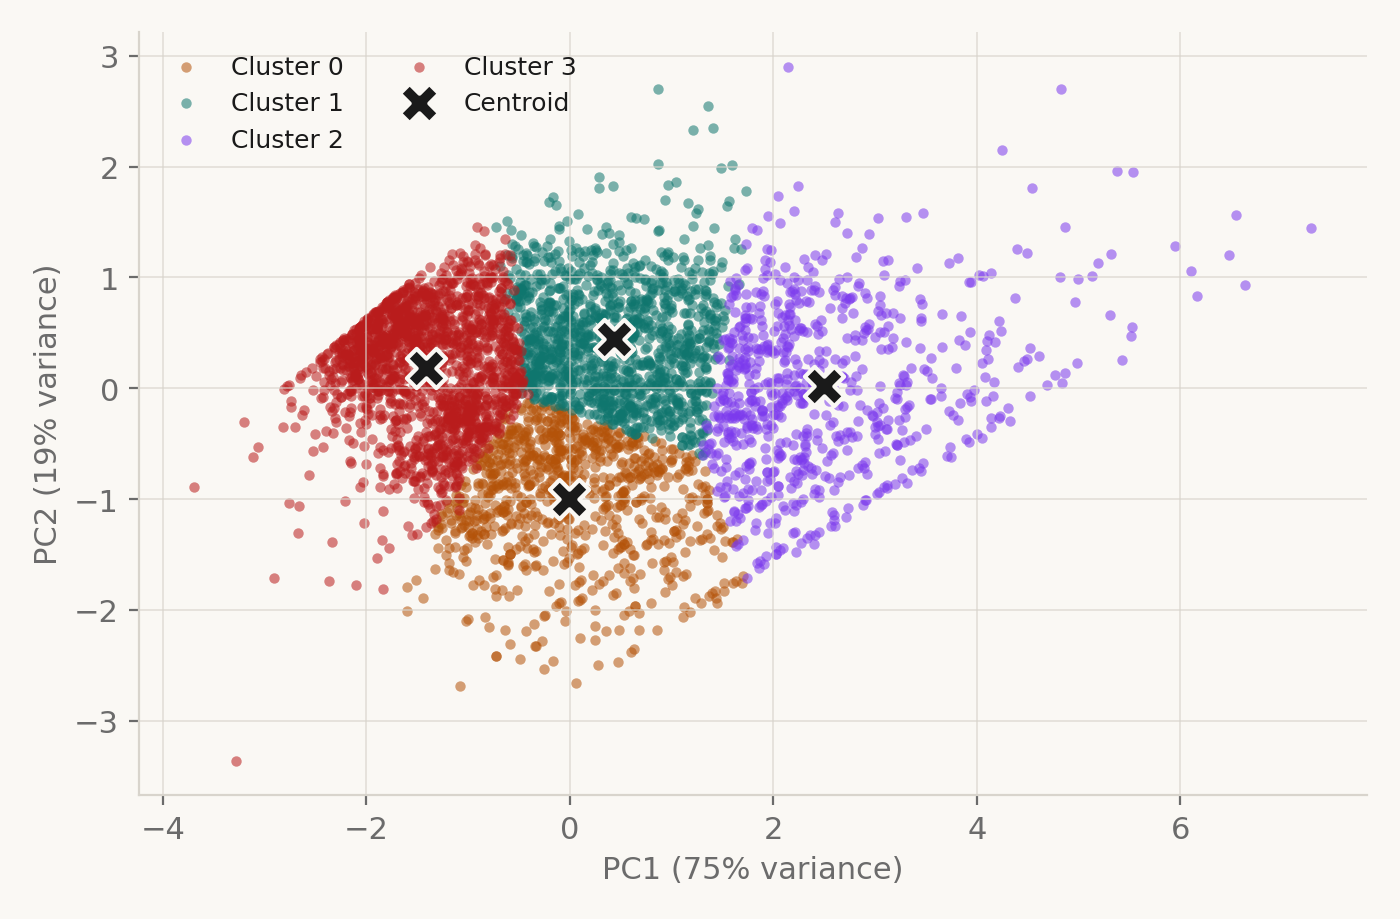 Cluster 0
Cluster 1
Cluster 2
Cluster 3
Centroid
3
2
1
0
−1
−2
−3
PC2 (19% variance)
−4
−2
0
2
4
6
PC1 (75% variance)